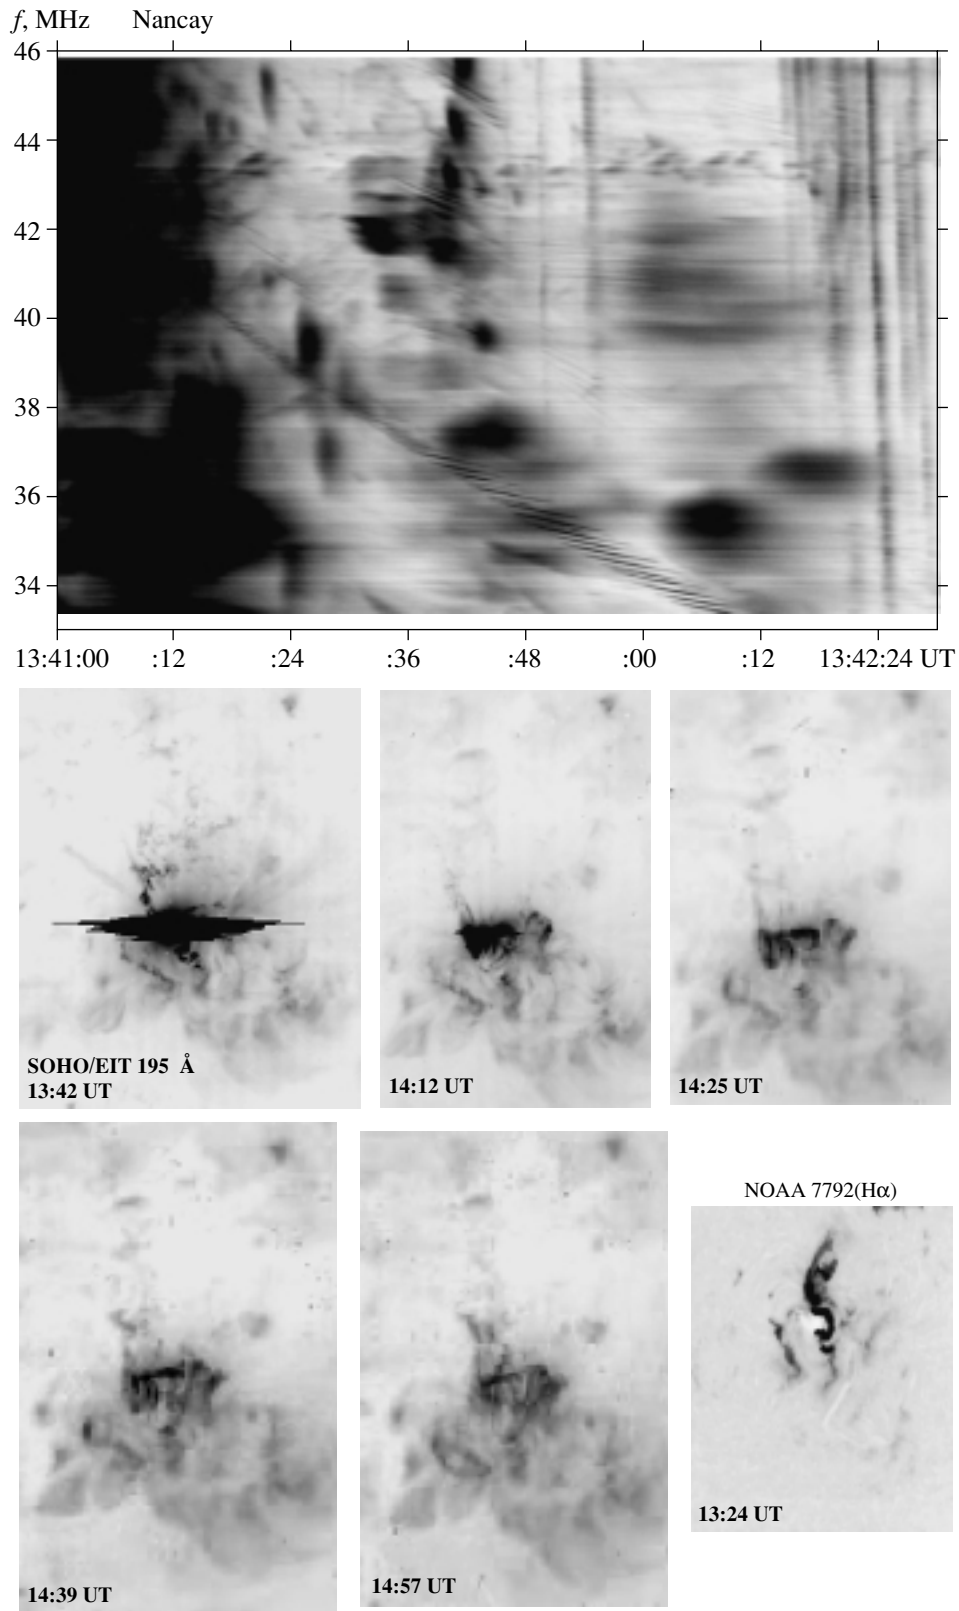 f, MHz Nancay
46
44
42
40
38
36
34
13:41:00 :12 :24 :36 :48 :00 :12 13:42:24 UT
SOHO/EIT 195 Å
13:42 UT
14:12 UT
14:25 UT
14:39 UT
14:57 UT
NOAA 7792(Hα)
13:24 UT